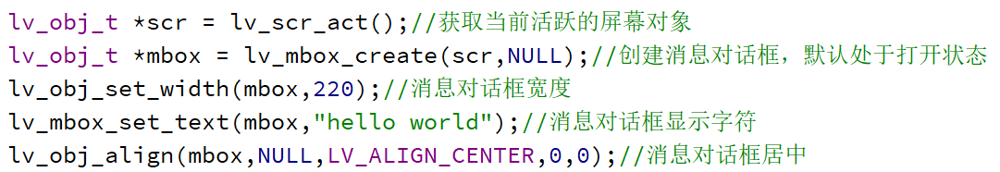 lv_obj_t *scr = lv_scr_act();//获取当前活跃的屏幕对象
lv_obj_t *mbox = lv_mbox_create(scr,NULL);//创建消息对话框，默认处于打开状态
lv_obj_set_width(mbox,220);//消息对话框宽度
lv_mbox_set_text(mbox,"hello world");//消息对话框显示字符
lv_obj_align(mbox,NULL,LV_ALIGN_CENTER,0,0);//消息对话框居中